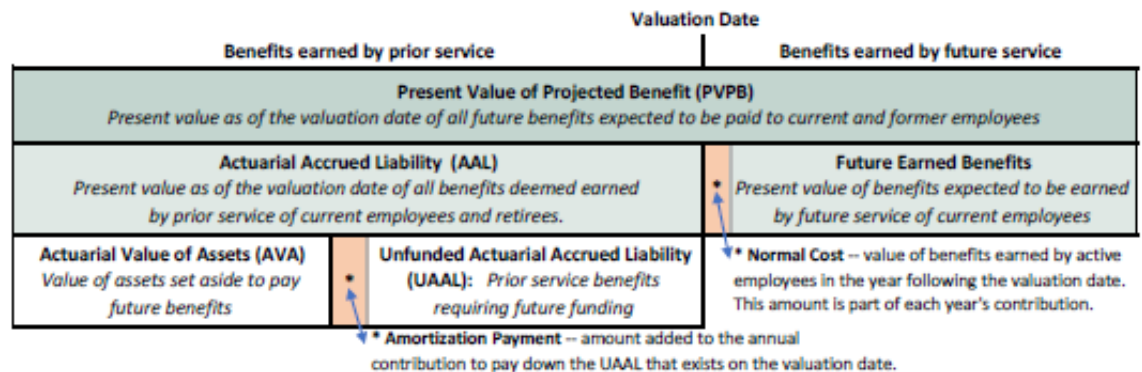 Valuation Date
Benefits earned by prior service
Benefits earned by future service
Present Value of Projected Benefit (PVPB)
Present value as of the valuation date of all future benefits expected to be paid to current and former employees
Actuarial Accrued Liability (AAL)
Present value as of the valuation date of all benefits deemed earned
by prior service of current employees and retirees.
*
Future Earned Benefits
Present value of benefits expected to be earned
by future service of current employees
Actuarial Value of Assets (AVA)
Value of assets set aside to pay
future benefits
*
Unfunded Actuarial Accrued Liability
(UAAL): Prior service benefits
requiring future funding
* Normal Cost -- value of benefits earned by active
employees in the year following the valuation date.
This amount is part of each year's contribution.
* Amortization Payment -- amount added to the annual
contribution to pay down the UAAL that exists on the valuation date.